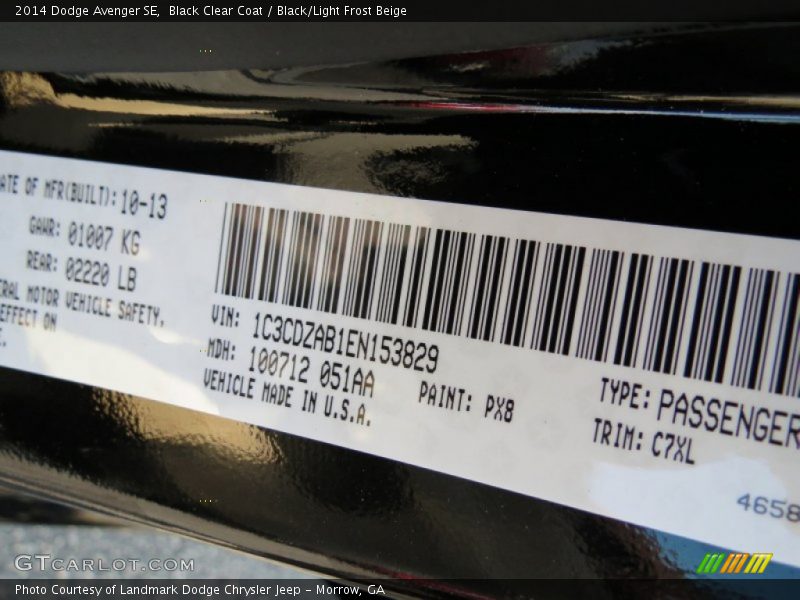 2014 Dodge Avenger SE,  Black Clear Coat / Black/Light Frost Beige
ATE OF MFR(BUILT): 10-13
GAWR: 01007 KG
REAR: 02220 LB
RAL MOTOR VEHICLE SAFETY,
EFFECT ON
VIN: 1C3CDZAB1EN153829
MDH: 100712 051AA
VEHICLE MADE IN U.S.A.
PAINT: PX8
TYPE: PASSENGER
TRIM: C7XL
4658
GTCARLOT.COM
Photo Courtesy of Landmark Dodge Chrysler Jeep – Morrow, GA